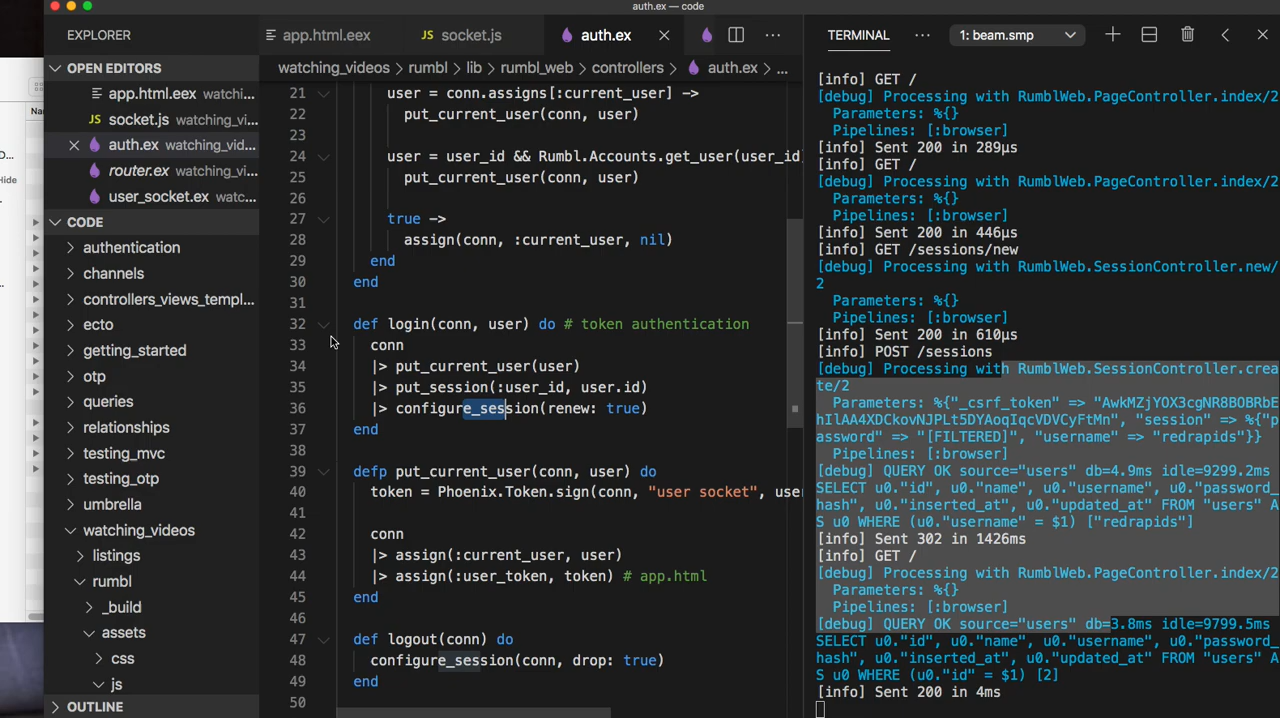 auth.ex — code
EXPLORER
OPEN EDITORS
app.html.eex watchi...
JS socket.js watching_vi...
auth.ex watching_vid...
router.ex watching_vi...
user_socket.ex watc...
CODE
authentication
channels
controllers_views_templ...
ecto
getting_started
otp
queries
relationships
testing_mvc
testing_otp
umbrella
watching_videos
listings
rumbl
_build
assets
css
js
OUTLINE
app.html.eex
JS socket.js
auth.ex
watching_videos > rumbl > lib > rumbl_web > controllers > auth.ex > ...
21 user = conn.assigns[:current_user] ->
22 put_current_user(conn, user)
23
24 user = user_id && Rumbl.Accounts.get_user(user_id)
25 put_current_user(conn, user)
26
27 true ->
28 assign(conn, :current_user, nil)
29 end
30 end
31
32 def login(conn, user) do # token authentication
33 conn
34 |> put_current_user(user)
35 |> put_session(:user_id, user.id)
36 |> configure_session(renew: true)
37 end
38
39 defp put_current_user(conn, user) do
40 token = Phoenix.Token.sign(conn, "user socket", use
41
42 conn
43 |> assign(:current_user, user)
44 |> assign(:user_token, token) # app.html
45 end
46
47 def logout(conn) do
48 configure_session(conn, drop: true)
49 end
50
TERMINAL
1: beam.smp
[info] GET /
[debug] Processing with RumblWeb.PageController.index/2
Parameters: %{}
Pipelines: [:browser]
[info] Sent 200 in 289µs
[info] GET /
[debug] Processing with RumblWeb.PageController.index/2
Parameters: %{}
Pipelines: [:browser]
[info] Sent 200 in 446µs
[info] GET /sessions/new
[debug] Processing with RumblWeb.SessionController.new/
2
Parameters: %{}
Pipelines: [:browser]
[info] Sent 200 in 610µs
[info] POST /sessions
[debug] Processing with RumblWeb.SessionController.crea
te/2
Parameters: %{"_csrf_token" => "AwkMZjYOX3cgNR8BOBRbE
hIlAA4XDCkovNJPLt5DYAoqIqcVDVCyFtMn", "session" => %{"p
assword" => "[FILTERED]", "username" => "redrapids"}}
Pipelines: [:browser]
[debug] QUERY OK source="users" db=4.9ms idle=9299.2ms
SELECT u0."id", u0."name", u0."username", u0."password_
hash", u0."inserted_at", u0."updated_at" FROM "users" A
S u0 WHERE (u0."username" = $1) ["redrapids"]
[info] Sent 302 in 1426ms
[info] GET /
[debug] Processing with RumblWeb.PageController.index/2
Parameters: %{}
Pipelines: [:browser]
[debug] QUERY OK source="users" db=3.8ms idle=9799.5ms
SELECT u0."id", u0."name", u0."username", u0."password_
hash", u0."inserted_at", u0."updated_at" FROM "users" A
S u0 WHERE (u0."id" = $1) [2]
[info] Sent 200 in 4ms